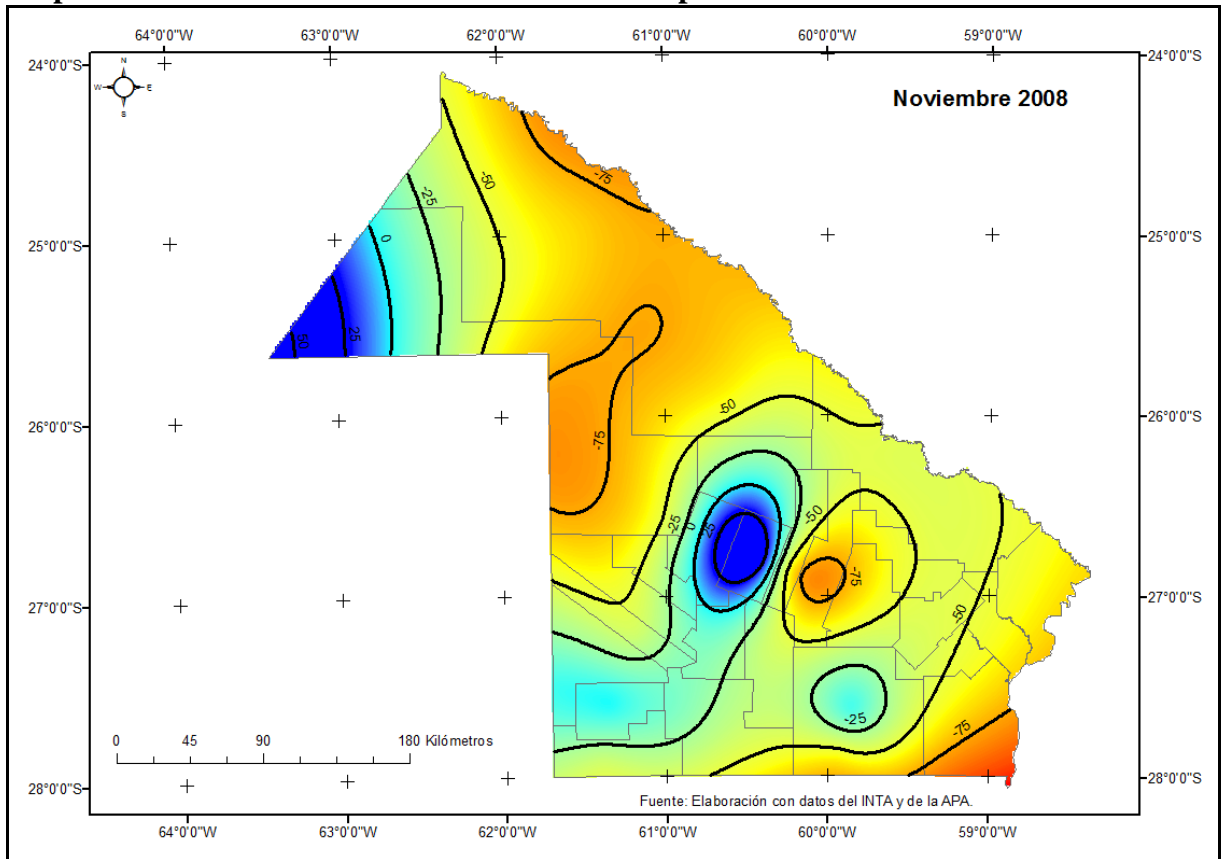 64°0'0"W 63°0'0"W 62°0'0"W 61°0'0"W 60°0'0"W 59°0'0"W
24°0'0"S 24°0'0"S
N
W E
S
Noviembre 2008
-75
-50
-25
0
25°0'0"S 25°0'0"S
25
50
-50
26°0'0"S 26°0'0"S
-75
-25 0 25 -50
-75
27°0'0"S 27°0'0"S
-50
-25
-75
0 45 90 180 Kilómetros
28°0'0"S 28°0'0"S
Fuente: Elaboración con datos del INTA y de la APA.
64°0'0"W 63°0'0"W 62°0'0"W 61°0'0"W 60°0'0"W 59°0'0"W